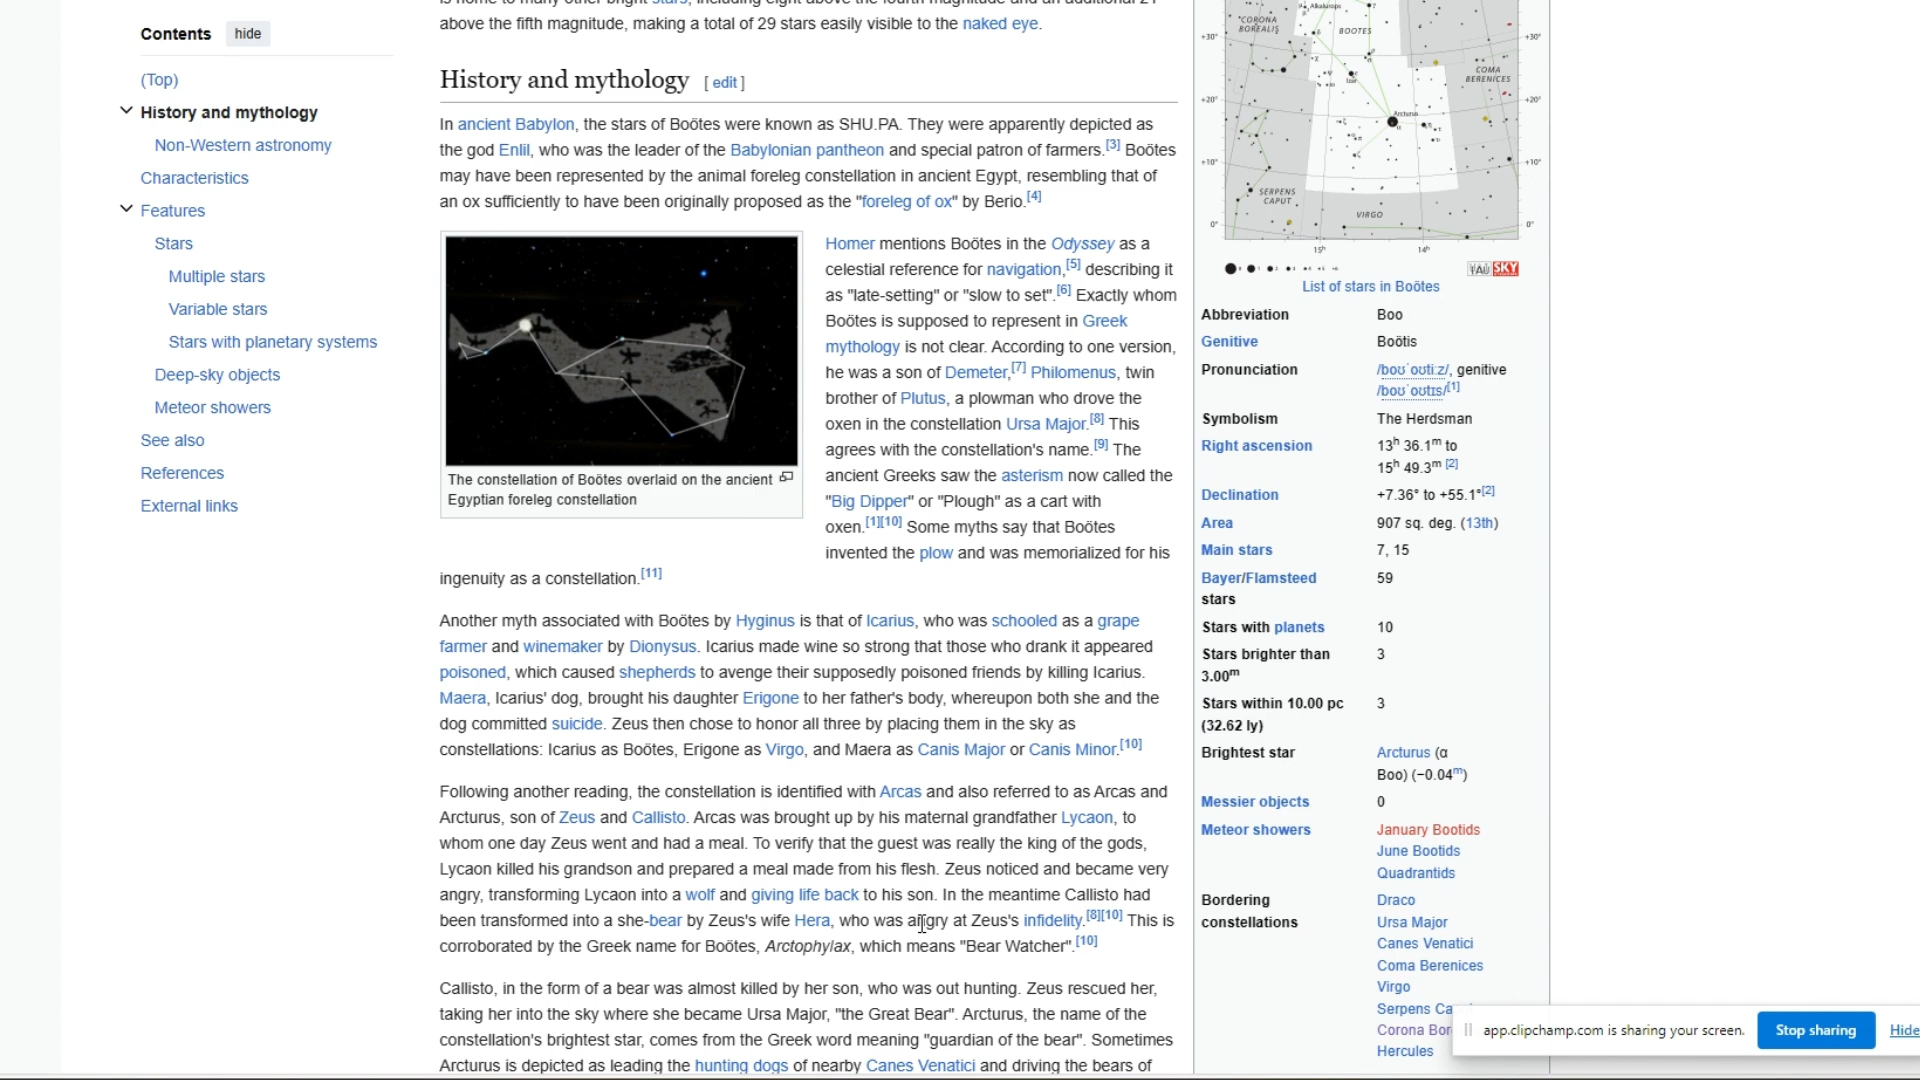 Contents hide
(Top)
History and mythology
Non-Western astronomy
Characteristics
Features
Stars
Multiple stars
Variable stars
Stars with planetary systems
Deep-sky objects
Meteor showers
See also
References
External links
above the fifth magnitude, making a total of 29 stars easily visible to the naked eye.
History and mythology [ edit ]
In ancient Babylon, the stars of Boötes were known as SHU.PA. They were apparently depicted as
the god Enlil, who was the leader of the Babylonian pantheon and special patron of farmers.[3] Boötes
may have been represented by the animal foreleg constellation in ancient Egypt, resembling that of
an ox sufficiently to have been originally proposed as the "foreleg of ox" by Berio.[4]
The constellation of Boötes overlaid on the ancient
Egyptian foreleg constellation
Homer mentions Boötes in the Odyssey as a
celestial reference for navigation,[5] describing it
as "late-setting" or "slow to set".[6] Exactly whom
Boötes is supposed to represent in Greek
mythology is not clear. According to one version,
he was a son of Demeter,[7] Philomenus, twin
brother of Plutus, a plowman who drove the
oxen in the constellation Ursa Major.[8] This
agrees with the constellation's name.[9] The
ancient Greeks saw the asterism now called the
"Big Dipper" or "Plough" as a cart with
oxen.[1][10] Some myths say that Boötes
invented the plow and was memorialized for his
ingenuity as a constellation.[11]
Another myth associated with Boötes by Hyginus is that of Icarius, who was schooled as a grape
farmer and winemaker by Dionysus. Icarius made wine so strong that those who drank it appeared
poisoned, which caused shepherds to avenge their supposedly poisoned friends by killing Icarius.
Maera, Icarius' dog, brought his daughter Erigone to her father's body, whereupon both she and the
dog committed suicide. Zeus then chose to honor all three by placing them in the sky as
constellations: Icarius as Boötes, Erigone as Virgo, and Maera as Canis Major or Canis Minor.[10]
Following another reading, the constellation is identified with Arcas and also referred to as Arcas and
Arcturus, son of Zeus and Callisto. Arcas was brought up by his maternal grandfather Lycaon, to
whom one day Zeus went and had a meal. To verify that the guest was really the king of the gods,
Lycaon killed his grandson and prepared a meal made from his flesh. Zeus noticed and became very
angry, transforming Lycaon into a wolf and giving life back to his son. In the meantime Callisto had
been transformed into a she-bear by Zeus's wife Hera, who was angry at Zeus's infidelity.[8][10] This is
corroborated by the Greek name for Boötes, Arctophylax, which means "Bear Watcher".[10]
Callisto, in the form of a bear was almost killed by her son, who was out hunting. Zeus rescued her,
taking her into the sky where she became Ursa Major, "the Great Bear". Arcturus, the name of the
constellation's brightest star, comes from the Greek word meaning "guardian of the bear". Sometimes
Arcturus is depicted as leading the hunting dogs of nearby Canes Venatici and driving the bears of
Alkalurops
CORONA
BOREALIS
BOOTES
+30° +30°
COMA
BERENICES
Izar
+20° +20°
Arcturus
+10° +10°
SERPENS
CAPUT
VIRGO
0° 0°
15h 14h
IAU SKY
List of stars in Boötes
Abbreviation Boo
Genitive Boötis
Pronunciation /boʊˈoʊtiːz/, genitive
/boʊˈoʊtɪs/[1]
Symbolism The Herdsman
Right ascension 13h 36.1m to
15h 49.3m [2]
Declination +7.36° to +55.1°[2]
Area 907 sq. deg. (13th)
Main stars 7, 15
Bayer/Flamsteed 59
stars
Stars with planets 10
Stars brighter than 3
3.00m
Stars within 10.00 pc 3
(32.62 ly)
Brightest star Arcturus (α
Boo) (−0.04m)
Messier objects 0
Meteor showers January Bootids
June Bootids
Quadrantids
Bordering Draco
constellations Ursa Major
Canes Venatici
Coma Berenices
Virgo
Serpens Ca
Corona Bor
Hercules
app.clipchamp.com is sharing your screen. Stop sharing Hide